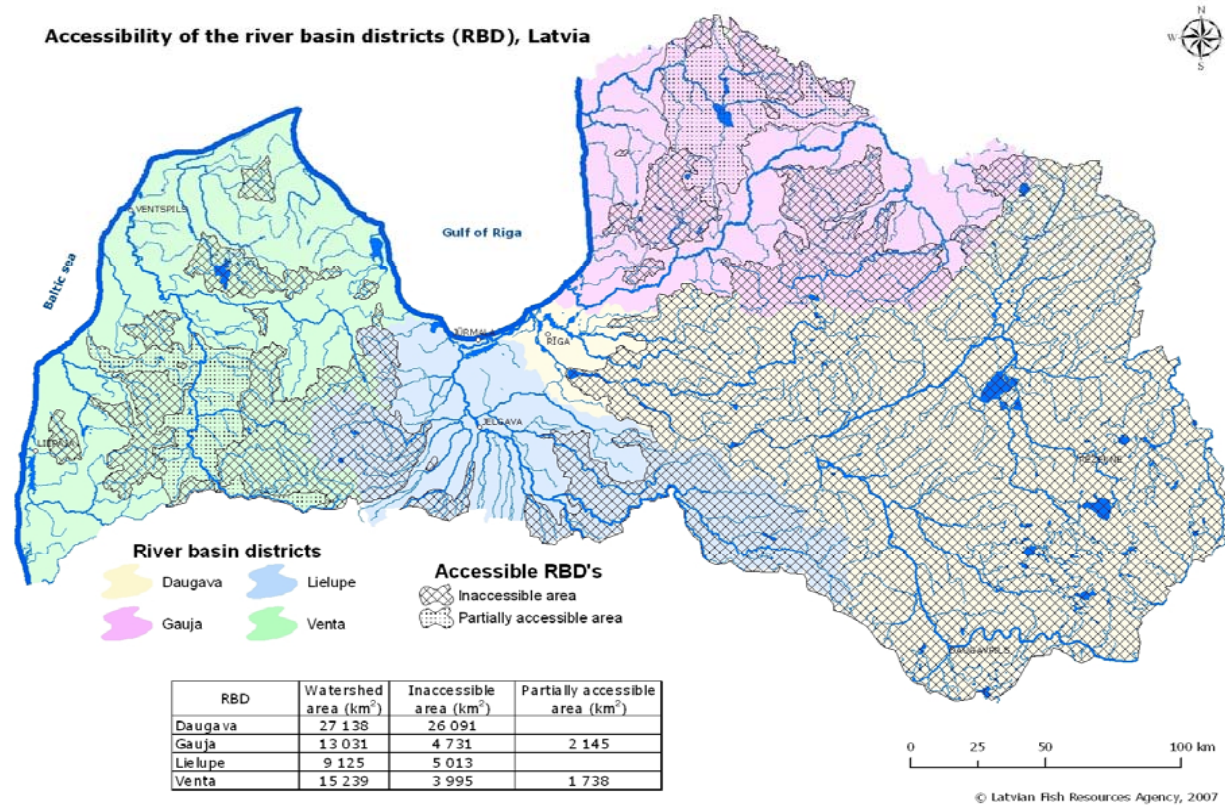 Accessibility of the river basin districts (RBD), Latvia
N
W E
S
VENTSPILS
Gulf of Riga
Baltic sea
JŪRMALA
RĪGA
LIEPĀJA
JELGAVA
RĒZEKNE
DAUGAVPILS
River basin districts
Daugava
Lielupe
Gauja
Venta
Accessible RBD's
Inaccessible area
Partially accessible area
RBD Watershed area (km²) Inaccessible area (km²) Partially accessible area (km²)
Daugava 27 138 26 091
Gauja 13 031 4 731 2 145
Lielupe 9 125 5 013
Venta 15 239 3 995 1 738
0 25 50 100 km
© Latvian Fish Resources Agency, 2007